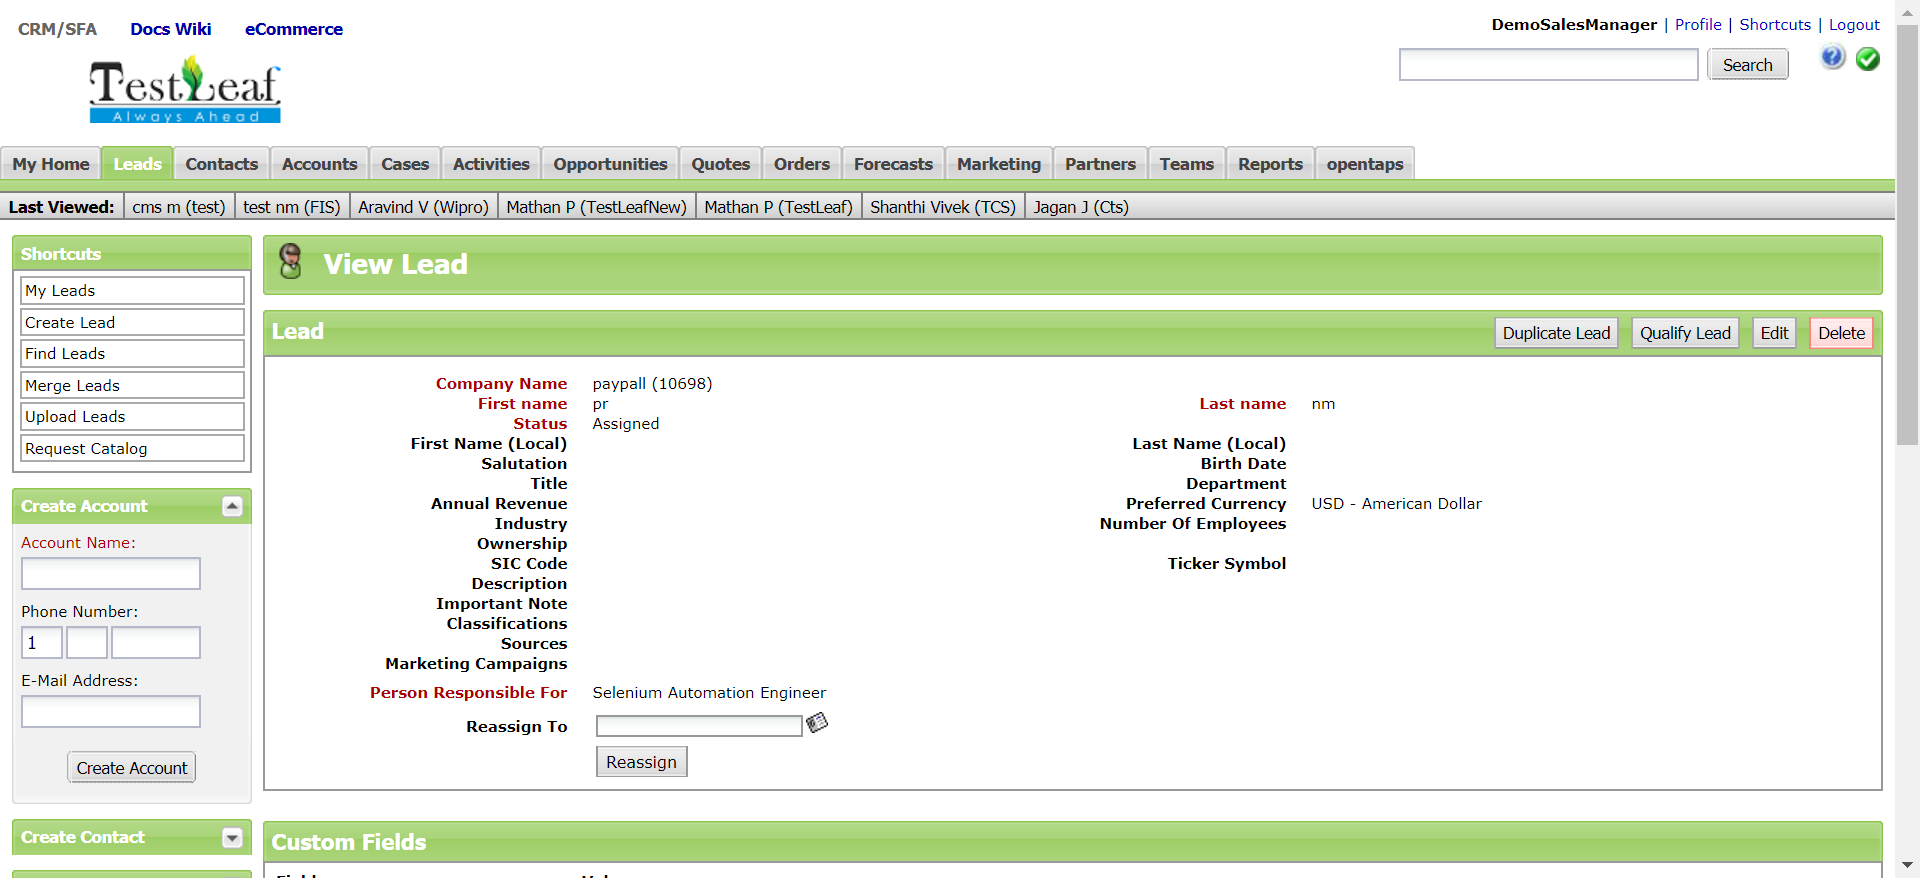 CRM/SFA Docs Wiki eCommerce
DemoSalesManager | Profile | Shortcuts | Logout
Search
TestLeaf
Always Ahead
My Home Leads Contacts Accounts Cases Activities Opportunities Quotes Orders Forecasts Marketing Partners Teams Reports opentaps
Last Viewed: cms m (test) test nm (FIS) Aravind V (Wipro) Mathan P (TestLeafNew) Mathan P (TestLeaf) Shanthi Vivek (TCS) Jagan J (Cts)
Shortcuts
My Leads
Create Lead
Find Leads
Merge Leads
Upload Leads
Request Catalog
Create Account
Account Name:
Phone Number:
1
E-Mail Address:
Create Account
Create Contact
View Lead
Lead Duplicate Lead Qualify Lead Edit Delete
Company Name paypall (10698)
First name pr Last name nm
Status Assigned
First Name (Local) Last Name (Local)
Salutation Birth Date
Title Department
Annual Revenue Preferred Currency USD - American Dollar
Industry Number Of Employees
Ownership
SIC Code Ticker Symbol
Description
Important Note
Classifications
Sources
Marketing Campaigns
Person Responsible For Selenium Automation Engineer
Reassign To
Reassign
Custom Fields